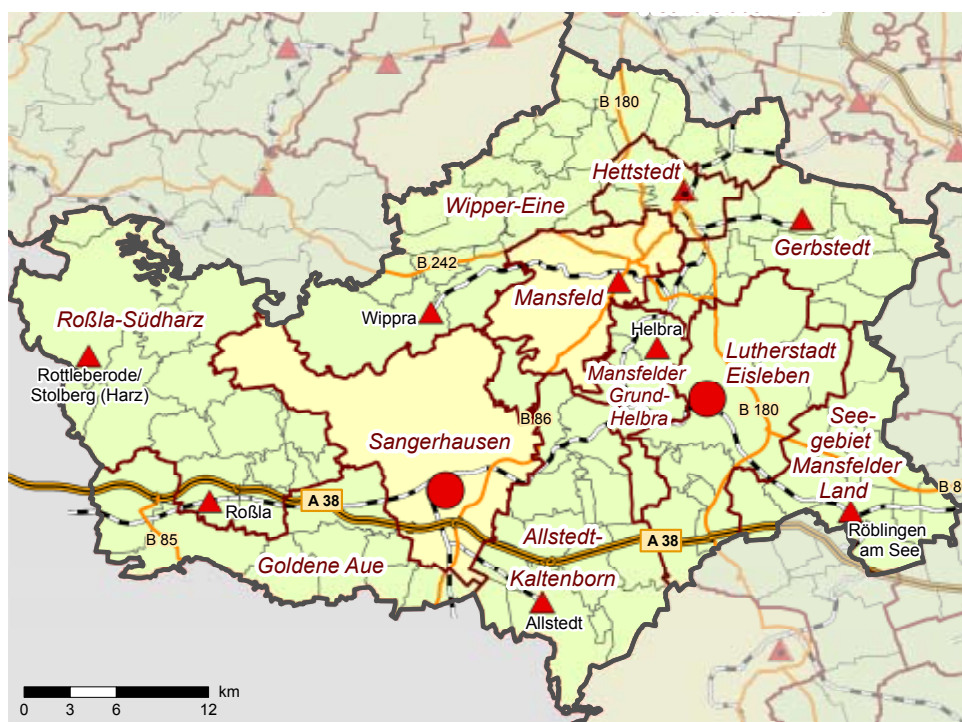 B 180
Hettstedt
Wipper-Eine
Gerbstedt
B 242
Mansfeld
Wippra
Roßla-Südharz
Helbra
Rottleberode/
Stolberg (Harz)
Lutherstadt
Eisleben
Mansfelder
Grund-
Helbra
B 86
B 180
See-
gebiet
Mansfelder
Land
Sangerhausen
B 8
A 38
Roßla
Röblingen
am See
B 85
Allstedt-
A 38
Goldene Aue
Kaltenborn
Allstedt
km
0 3 6 12